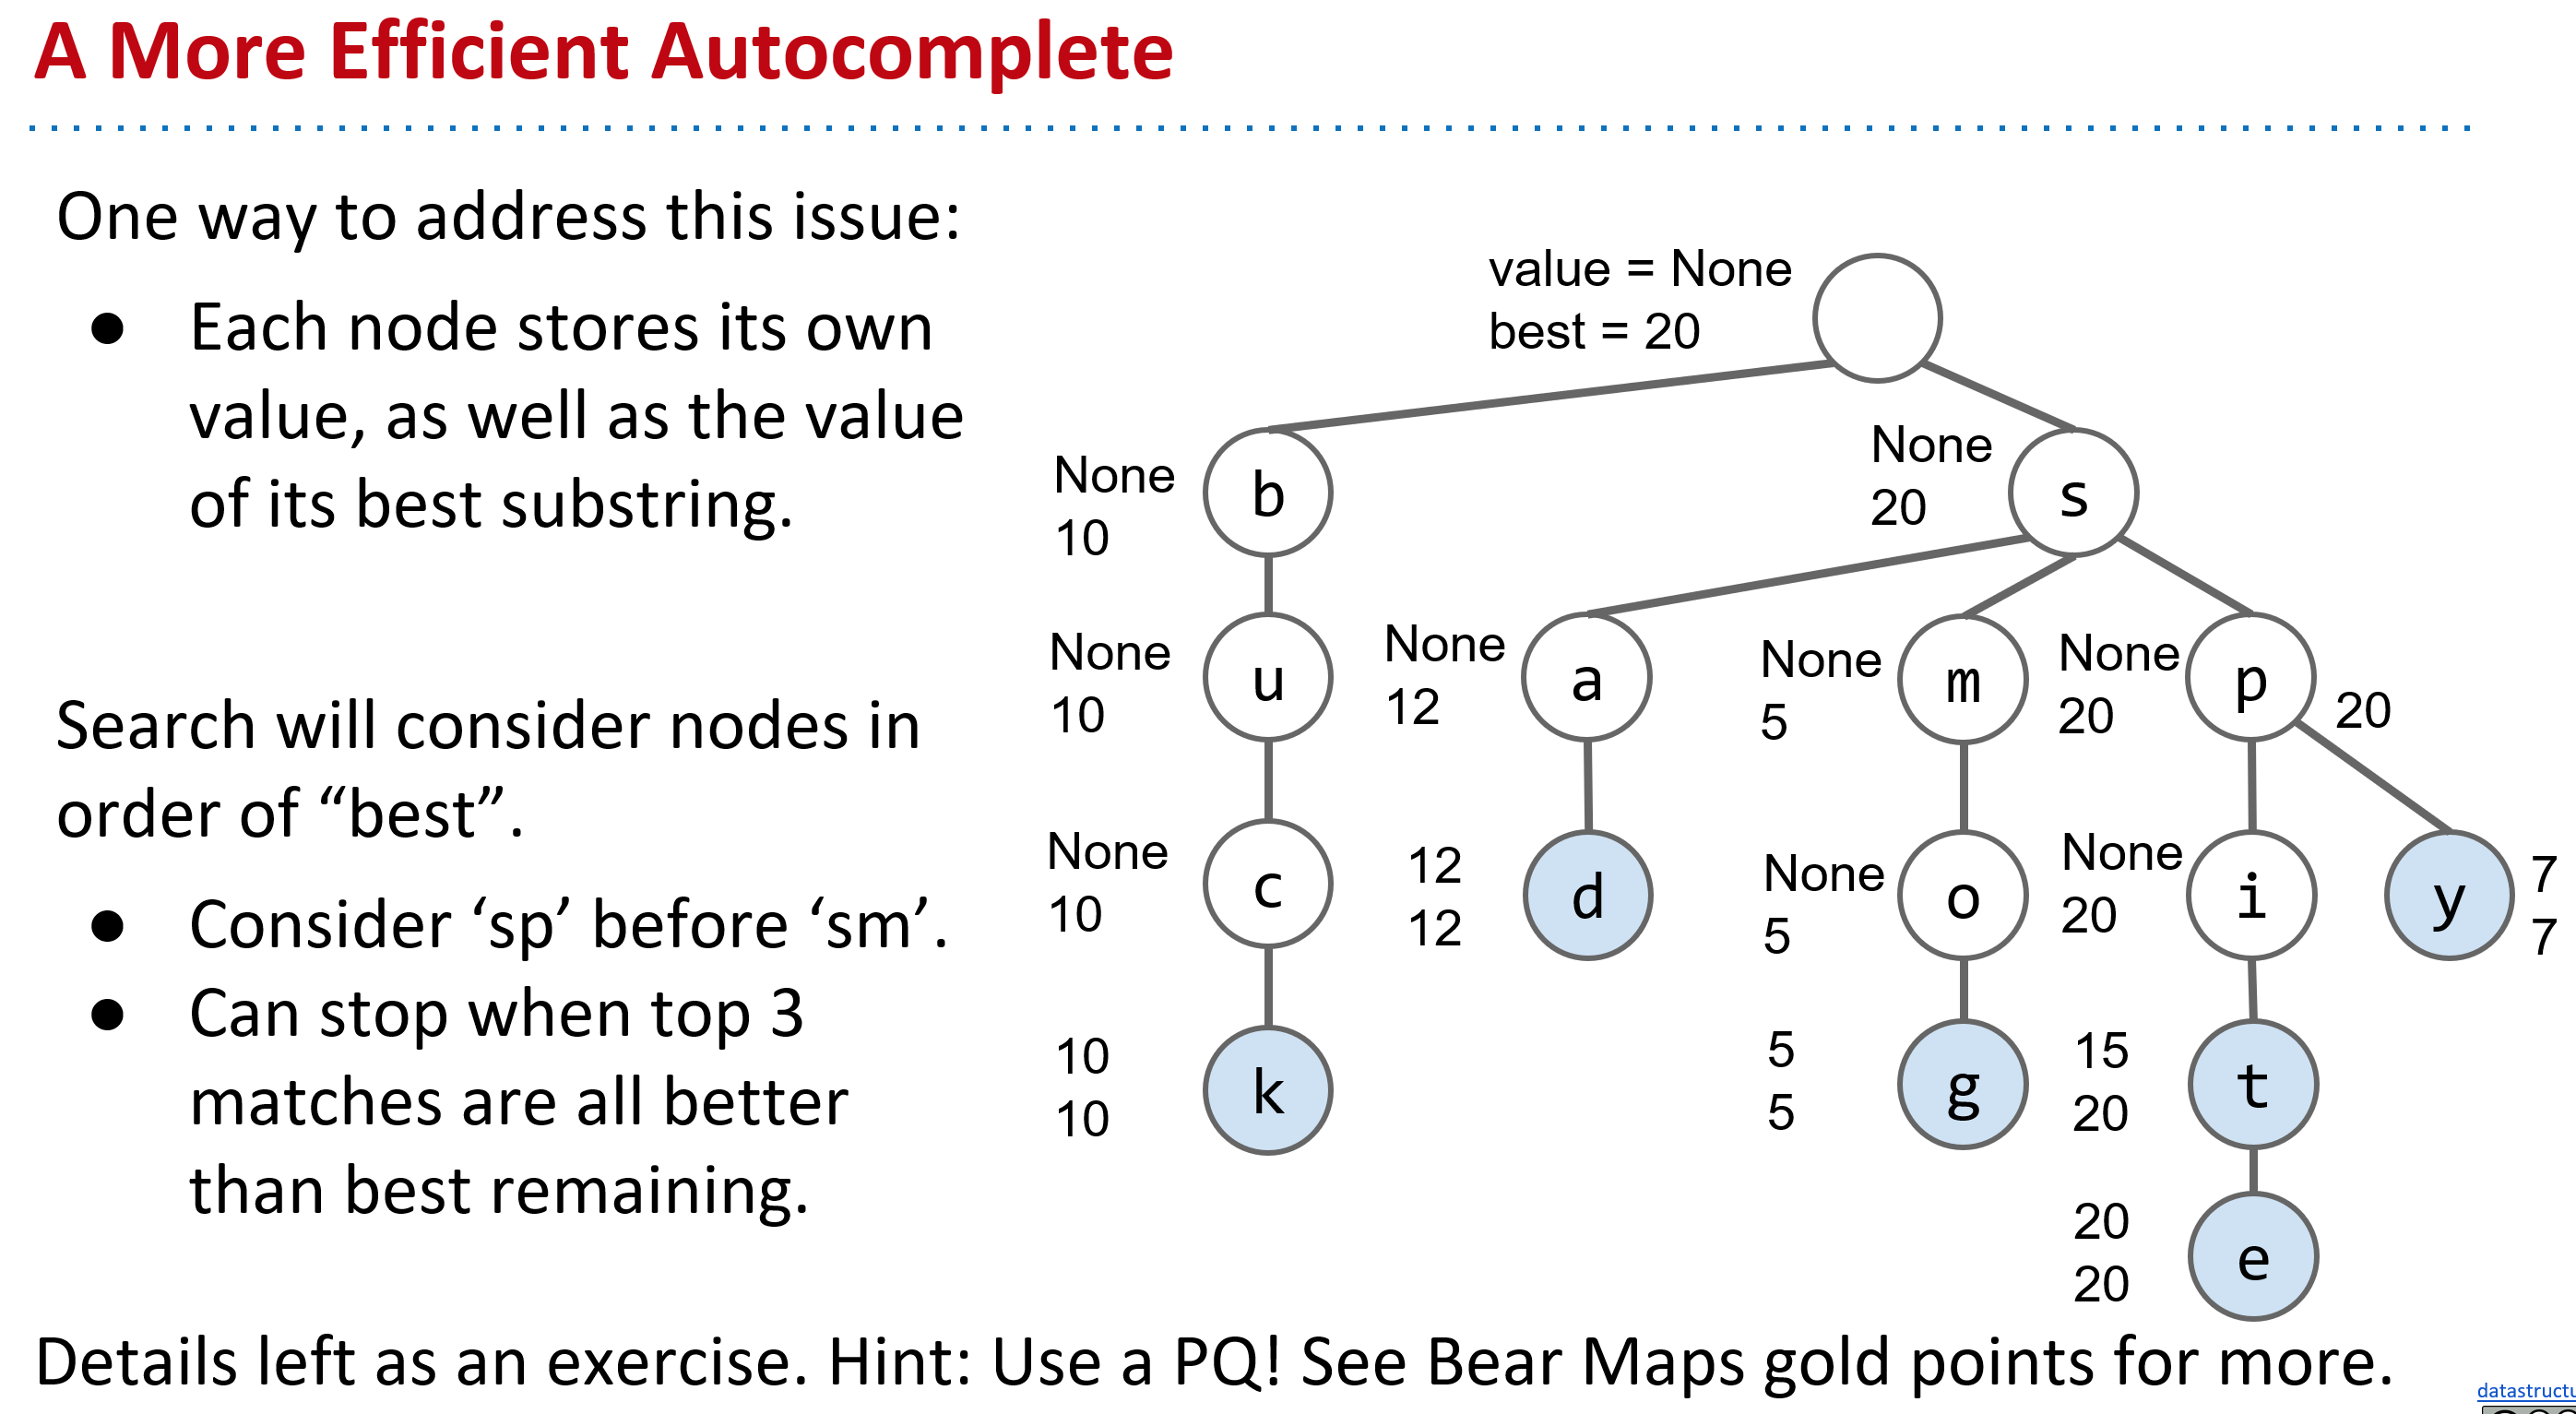 A More Efficient Autocomplete
One way to address this issue:
● Each node stores its own
value, as well as the value
of its best substring.
Search will consider nodes in
order of “best”.
● Consider ‘sp’ before ‘sm’.
● Can stop when top 3
matches are all better
than best remaining.
value = None
best = 20
None
10
b
None
20
s
None
10
u
None
12
a
None
5
m
None
20
p
20
None
10
c
12
12
d
None
5
o
None
20
i
y
7
7
10
10
k
5
5
g
15
20
t
20
20
e
Details left as an exercise. Hint: Use a PQ! See Bear Maps gold points for more.